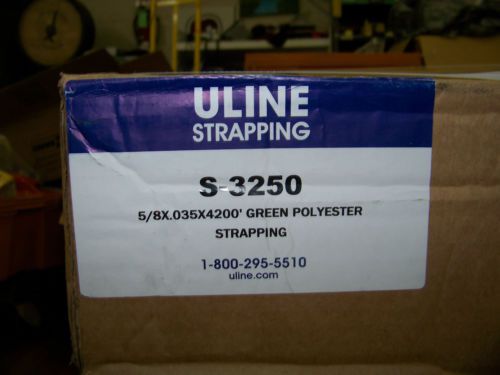 ULINE
STRAPPING
S-3250
5/8X.035X4200' GREEN POLYESTER
STRAPPING
1-800-295-5510
uline.com